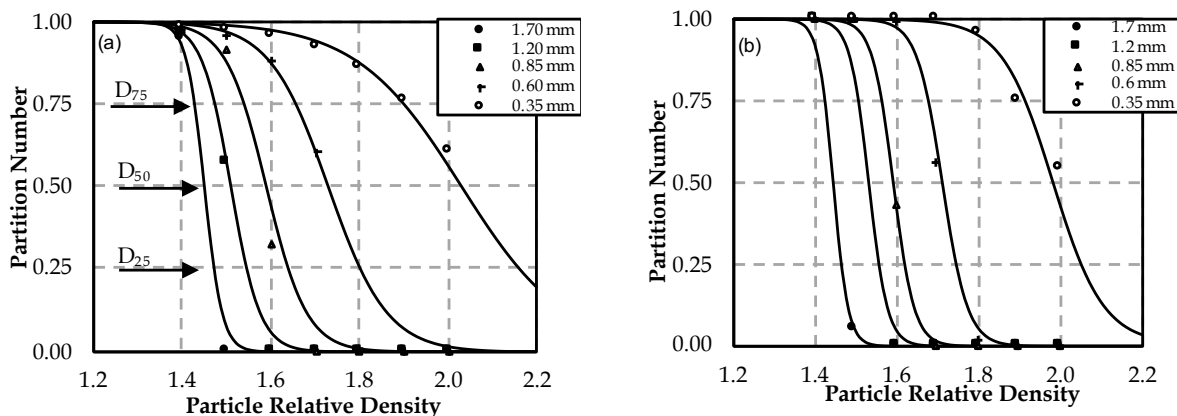 (a)
1.70 mm
1.20 mm
0.85 mm
0.60 mm
0.35 mm
Partition Number
1.00
0.75
0.50
0.25
0.00
D75
D50
D25
1.2 1.4 1.6 1.8 2.0 2.2
Particle Relative Density
(b)
1.7 mm
1.2 mm
0.85 mm
0.6 mm
0.35 mm
Partition Number
1.00
0.75
0.50
0.25
0.00
1.2 1.4 1.6 1.8 2.0 2.2
Particle Relative Density